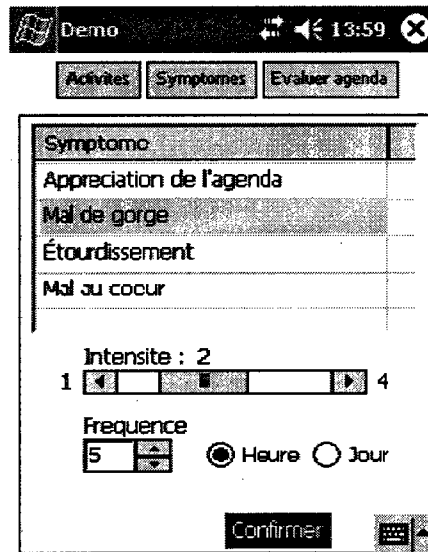 Demo 13:59
Activites Symptomes Evaluer agenda
Symptome
Appreciation de l'agenda
Mal de gorge
Étourdissement
Mal au coeur
Intensite : 2
1 4
Frequence
5 Heure Jour
Confirmer